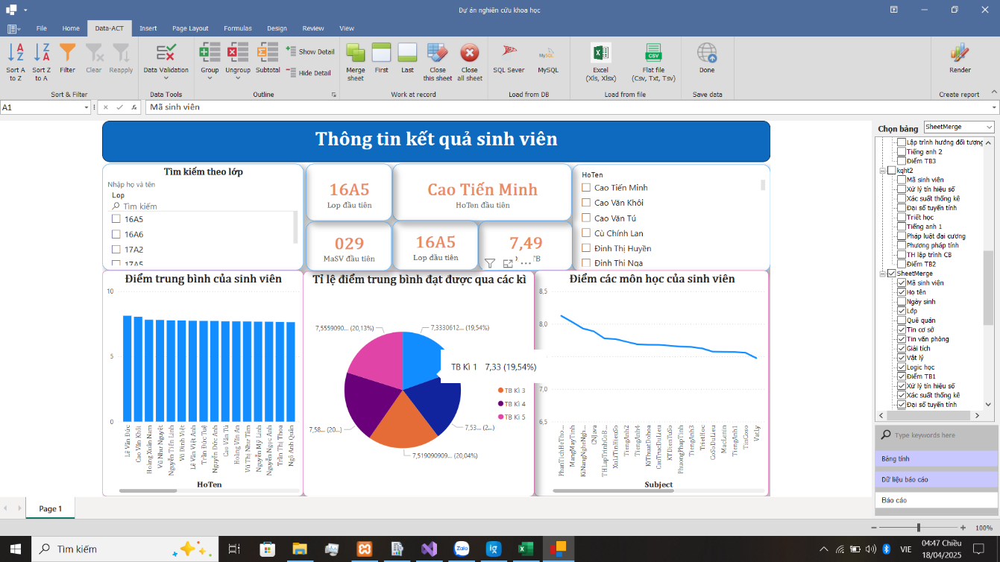 Dự án nghiên cứu khoa học
File Home Data-ACT Insert Page Layout Formulas Design Review View
Sort A to Z
Sort Z to A
Filter
Clear
Reapply
Sort & Filter
Data Validation
Data Tools
Group
Ungroup
Subtotal
Show Detail
Hide Detail
Outline
Merge sheet
First
Last
Close this sheet
Close all sheet
Work at record
SQL Sever
MySQL
Load from DB
Excel (Xls, Xlsx)
Flat file (Csv, Txt, Tsv)
Load from file
Done
Save data
Render
Create report
A1
fx
Mã sinh viên
Thông tin kết quả sinh viên
Tìm kiếm theo lớp
Nhập họ và tên
Lop
Tìm kiếm
16A5
16A6
17A2
17A5
16A5
Lop đầu tiên
Cao Tiến Minh
HoTen đầu tiên
029
MaSV đầu tiên
16A5
Lop đầu tiên
7,49
TB
HoTen
Cao Tiến Minh
Cao Văn Khôi
Cao Văn Tú
Cù Chính Lan
Đinh Thị Huyền
Đinh Thị Nga
Điểm trung bình của sinh viên
10
5
0
Lê Văn Đức
Cao Văn Khôi
Hoàng Xuân Nam
Vũ Như Nguyệt
Nguyễn Tiến Linh
Vũ Đình Việt
Lê Văn Việt Anh
Trần Đức Tuệ
Nguyễn Đức Anh
Cao Văn Tú
Hoàng Văn An
Vũ Thị Như Tâm
Nguyễn Mỹ Linh
Nguyễn Ngọc Anh
Trần Thị Thoa
Ngô Anh Quân
HoTen
Tỉ lệ điểm trung bình đạt được qua các kì
7,5559090... (20,13%)
7,3330612... (19,54%)
TB Kì 1 7,33 (19,54%)
TB Kì 3
TB Kì 4
TB Kì 5
7,58... (20...)
7,53... (2...)
7,519090909... (20,04%)
Điểm các môn học của sinh viên
8,5
8,0
7,0
6,5
PhanTichHeTho...
MangMayTinh
KiNangNgheNgh...
CNJava
THLapTrinhCoB...
XuLiTinHieuSo
TiengAnh2
TiengAnh4
KiThuatDohoa
CauTrucDuLieu
KTDienTuSo
PhuongPhapTinh
TiengAnh3
TrietHoc
CoSoDuLieu
MacLenin
TiengAnh1
TinCoso
VatLy
Subject
Chọn bảng
SheetMerge
Lập trình hướng đối tượng
Tiếng anh 2
Điểm TB3
kqht2
Mã sinh viên
Xử lý tín hiệu số
Xác suất thống kê
Đại số tuyến tính
Triết học
Tiếng anh 1
Pháp luật đại cương
Phương pháp tính
TH lập trình CB
Điểm TB2
SheetMerge
Mã sinh viên
Họ tên
Ngày sinh
Lớp
Quê quán
Tin cơ sở
Tin văn phòng
Giải tích
Vật lý
Logic học
Điểm TB1
Xử lý tín hiệu số
Xác suất thống kê
Đại số tuyến tính
Type keywords here
Bảng tính
Dữ liệu báo cáo
Báo cáo
Page 1
100%
Tìm kiếm
Zalo
VIE
04:47 Chiều
18/04/2025